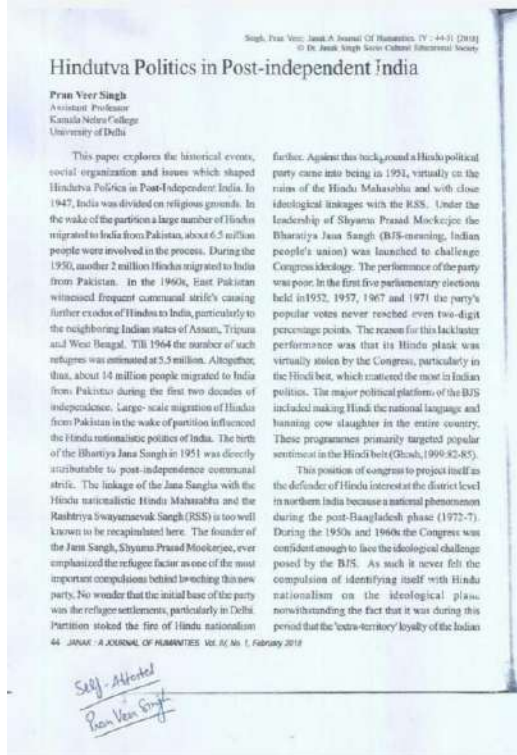 Singh, Pran Veer; Janak:A Journal Of Humanities, IV : 44-51 [2018]
© Dr. Janak Singh Socio Cultural Educational Society
Hindutva Politics in Post-independent India
Pran Veer Singh
Assistant Professor
Kamala Nehru College
University of Delhi
This paper explores the historical events,
social organization and issues which shaped
Hindutva Politics in Post-Independent India. In
1947, India was divided on religious grounds. In
the wake of the partition a large number of Hindus
migrated to India from Pakistan, about 6.5 million
people were involved in the process. During the
1950, another 2 million Hindus migrated to India
from Pakistan. In the 1960s, East Pakistan
witnessed frequent communal strife's causing
further exodus of Hindus to India, particularly to
the neighboring Indian states of Assam, Tripura
and West Bengal. Till 1964 the number of such
refugees was estimated at 5.5 million. Altogether,
thus, about 14 million people migrated to India
from Pakistan during the first two decades of
independence. Large- scale migration of Hindus
from Pakistan in the wake of partition influenced
the Hindu nationalistic politics of India. The birth
of the Bhartiya Jana Sangh in 1951 was directly
attributable to post-independence communal
strife. The linkage of the Jana Sangha with the
Hindu nationalistic Hindu Mahasabha and the
Rashtriya Swayamsevak Sangh (RSS) is too well
known to be recapitulated here. The founder of
the Jana Sangh, Shyama Prasad Mookerjee, ever
emphasized the refugee factor as one of the most
important compulsions behind launching this new
party. No wonder that the initial base of the party
was the refugee settlements, particularly in Delhi.
Partition stoked the fire of Hindu nationalism
further. Against this background a Hindu political
party came into being in 1951, virtually on the
ruins of the Hindu Mahasabha and with close
ideological linkages with the RSS. Under the
leadership of Shyama Prasad Mookerjee the
Bharatiya Jana Sangh (BJS-meaning, Indian
people's union) was launched to challenge
Congress ideology. The performance of the party
was poor. In the first five parliamentary elections
held in1952, 1957, 1967 and 1971 the party's
popular votes never reached even two-digit
percentage points. The reason for this lackluster
performance was that its Hindu plank was
virtually stolen by the Congress, particularly in
the Hindi belt, which mattered the most in Indian
politics. The major political platform of the BJS
included making Hindi the national language and
banning cow slaughter in the entire country.
These programmes primarily targeted popular
sentiment in the Hindi belt (Ghosh,1999:82-85).
This position of congress to project itself as
the defender of Hindu interest at the district level
in northern India because a national phenomenon
during the post-Bangladesh phase (1972-7).
During the 1950s and 1960s the Congress was
confident enough to face the ideological challenge
posed by the BJS. As such it never felt the
compulsion of identifying itself with Hindu
nationalism on the ideological plane
notwithstanding the fact that it was during this
period that the 'extra-territory' loyalty of the Indian
44 JANAK : A JOURNAL OF HUMANITIES Vol. IV, No. 1, February 2018
Self-Attested
Pran Veer Singh